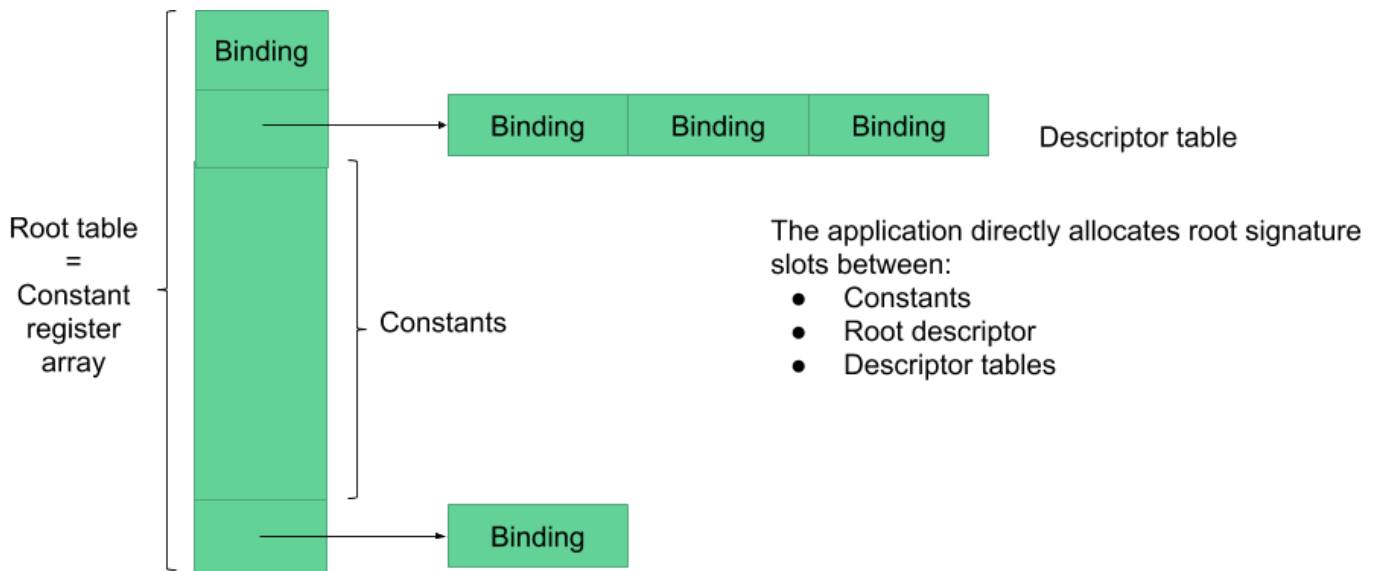 Binding
Binding
Binding
Binding
Descriptor table
Root table
=
Constant
register
array
Constants
The application directly allocates root signature
slots between:
● Constants
● Root descriptor
● Descriptor tables
Binding